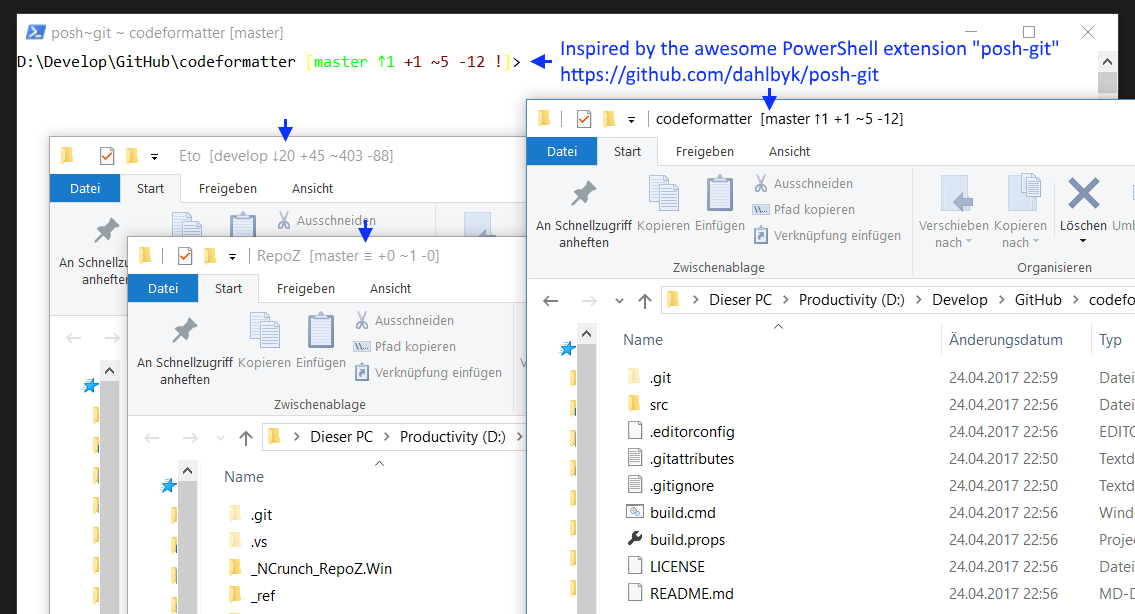 posh~git ~ codeformatter [master]
D:\Develop\GitHub\codeformatter [master ↑1 +1 ~5 -12 !]>
Inspired by the awesome PowerShell extension "posh-git"
https://github.com/dahlbyk/posh-git
Eto [develop ↓20 +45 ~403 -88]
Datei Start Freigeben Ansicht
Ausschneiden
An Schnellzu
anheften
RepoZ [master ≡ +0 ~1 -0]
Datei Start Freigeben Ansicht
An Schnellzugriff
anheften
Kopieren
Einfügen
Ausschneiden
Pfad kopieren
Verknüpfung einfügen
Zwischenablage
Dieser PC > Productivity (D:) >
Name
.git
.vs
_NCrunch_RepoZ.Win
_ref
codeformatter [master ↑1 +1 ~5 -12]
Datei Start Freigeben Ansicht
An Schnellzugriff
anheften
Kopieren
Einfügen
Ausschneiden
Pfad kopieren
Verknüpfung einfügen
Zwischenablage
Verschieben
nach
Kopieren
nach
Löschen
Umb
Organisieren
> Dieser PC > Productivity (D:) > Develop > GitHub > codefo
Name Änderungsdatum Typ
.git 24.04.2017 22:59 Datei
src 24.04.2017 22:56 Datei
.editorconfig 24.04.2017 22:56 EDITO
.gitattributes 24.04.2017 22:50 Textd
.gitignore 24.04.2017 22:50 Textd
build.cmd 24.04.2017 22:56 Windo
build.props 24.04.2017 22:56 Projec
LICENSE 24.04.2017 22:56 Datei
README.md 24.04.2017 22:56 MD-D